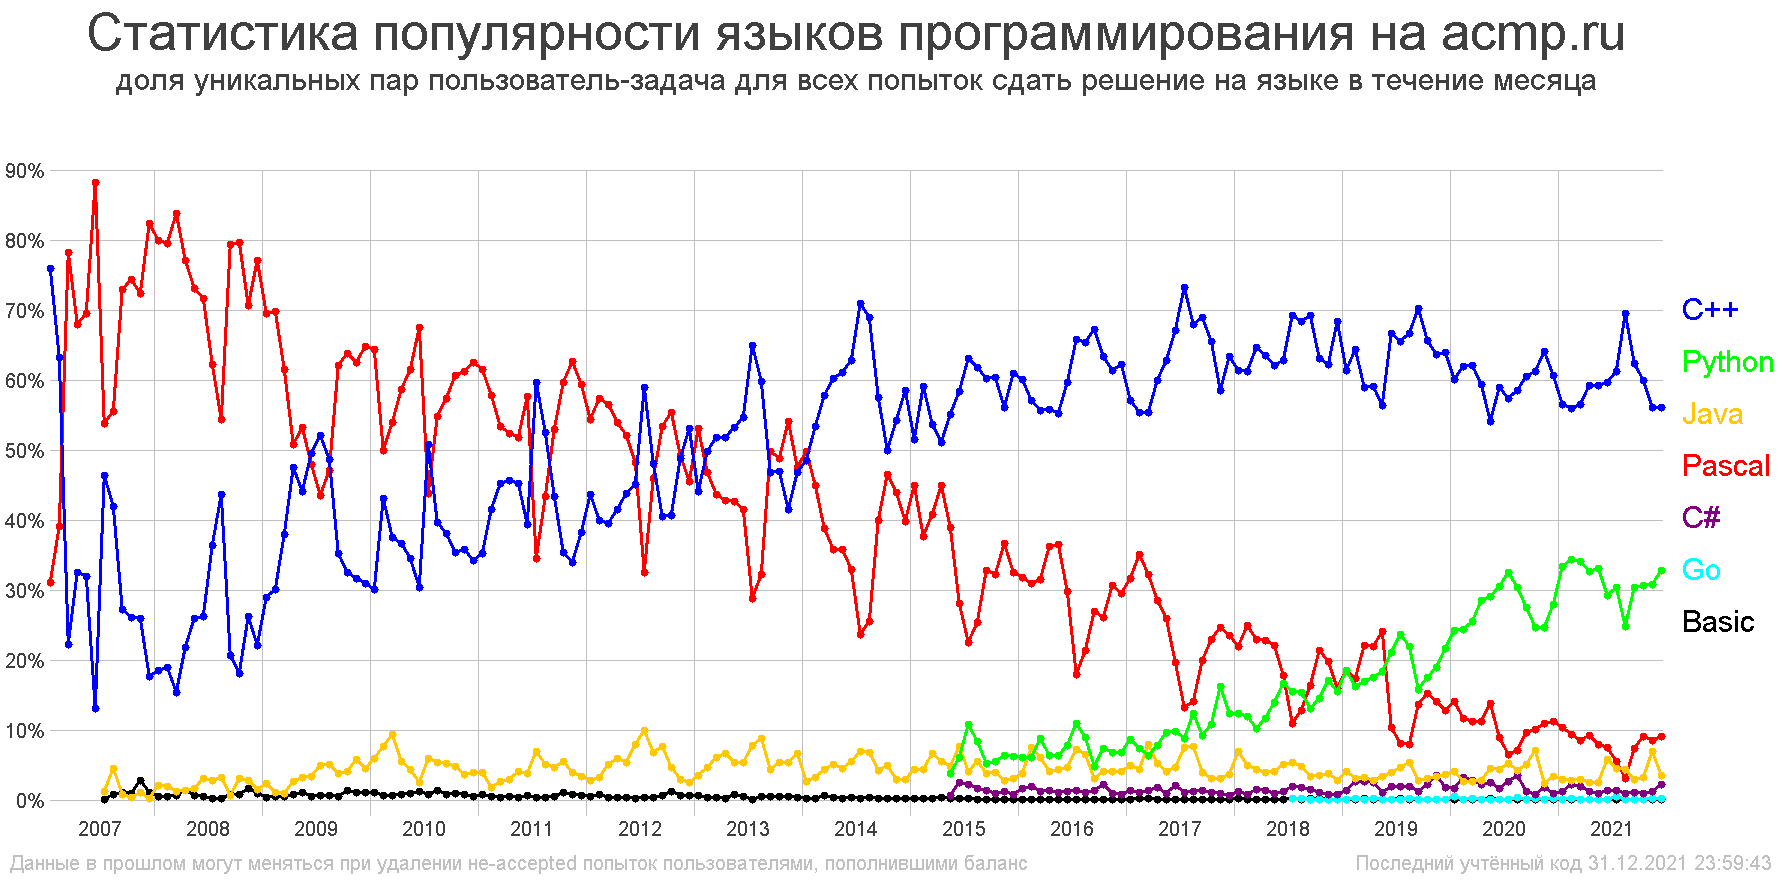 Статистика популярности языков программирования на acmp.ru
доля уникальных пар пользователь-задача для всех попыток сдать решение на языке в течение месяца
90%
80%
70%
60%
50%
40%
30%
20%
10%
0%
C++
Python
Java
Pascal
C#
Go
Basic
2007 2008 2009 2010 2011 2012 2013 2014 2015 2016 2017 2018 2019 2020 2021
Данные в прошлом могут меняться при удалении не-accepted попыток пользователями, пополнившими баланс
Последний учтённый код 31.12.2021 23:59:43